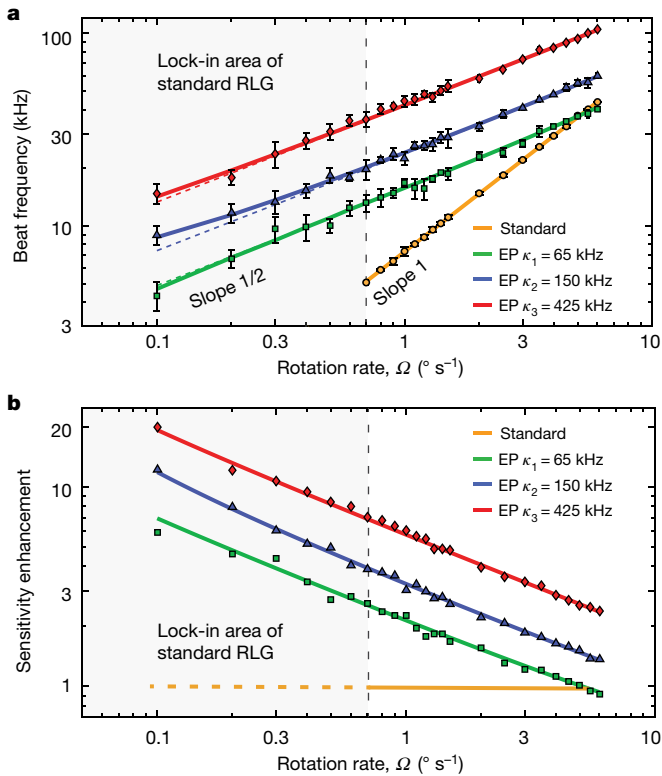 a
100
30
10
3
Beat frequency (kHz)
Lock-in area of
standard RLG
Slope 1/2
Slope 1
Standard
EP κ₁ = 65 kHz
EP κ₂ = 150 kHz
EP κ₃ = 425 kHz
0.1
0.3
1
3
10
Rotation rate, Ω (° s⁻¹)
b
20
10
3
1
Sensitivity enhancement
Standard
EP κ₁ = 65 kHz
EP κ₂ = 150 kHz
EP κ₃ = 425 kHz
Lock-in area of
standard RLG
0.1
0.3
1
3
10
Rotation rate, Ω (° s⁻¹)